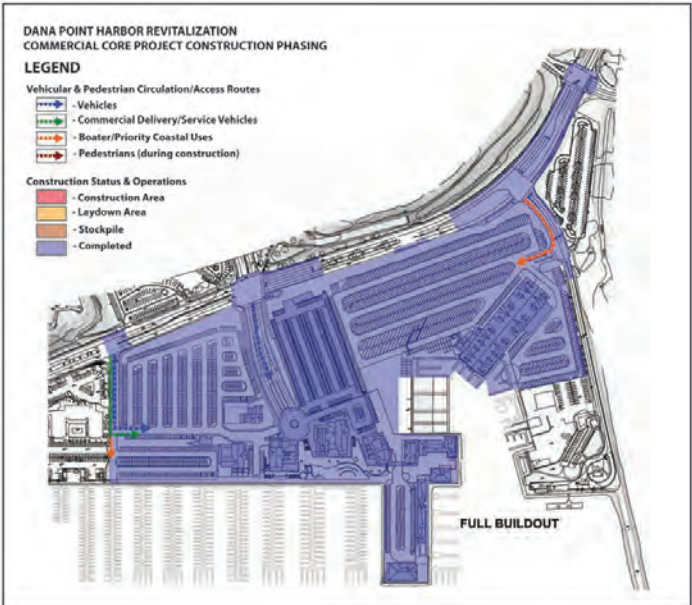 DANA POINT HARBOR REVITALIZATION
COMMERCIAL CORE PROJECT CONSTRUCTION PHASING
LEGEND
Vehicular & Pedestrian Circulation/Access Routes
- Vehicles
- Commercial Delivery/Service Vehicles
- Boater/Priority Coastal Uses
- Pedestrians (during construction)
Construction Status & Operations
- Construction Area
- Laydown Area
- Stockpile
- Completed
FULL BUILDOUT